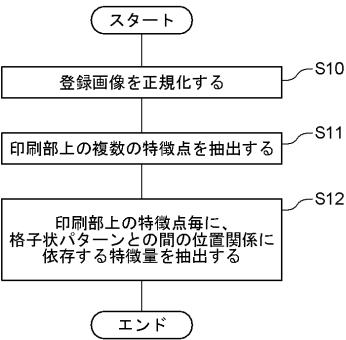 スタート
登録画像を正規化する
S10
印刷部上の複数の特徴点を抽出する
S11
印刷部上の特徴点毎に、
格子状パターンとの間の位置関係に
依存する特徴量を抽出する
S12
エンド